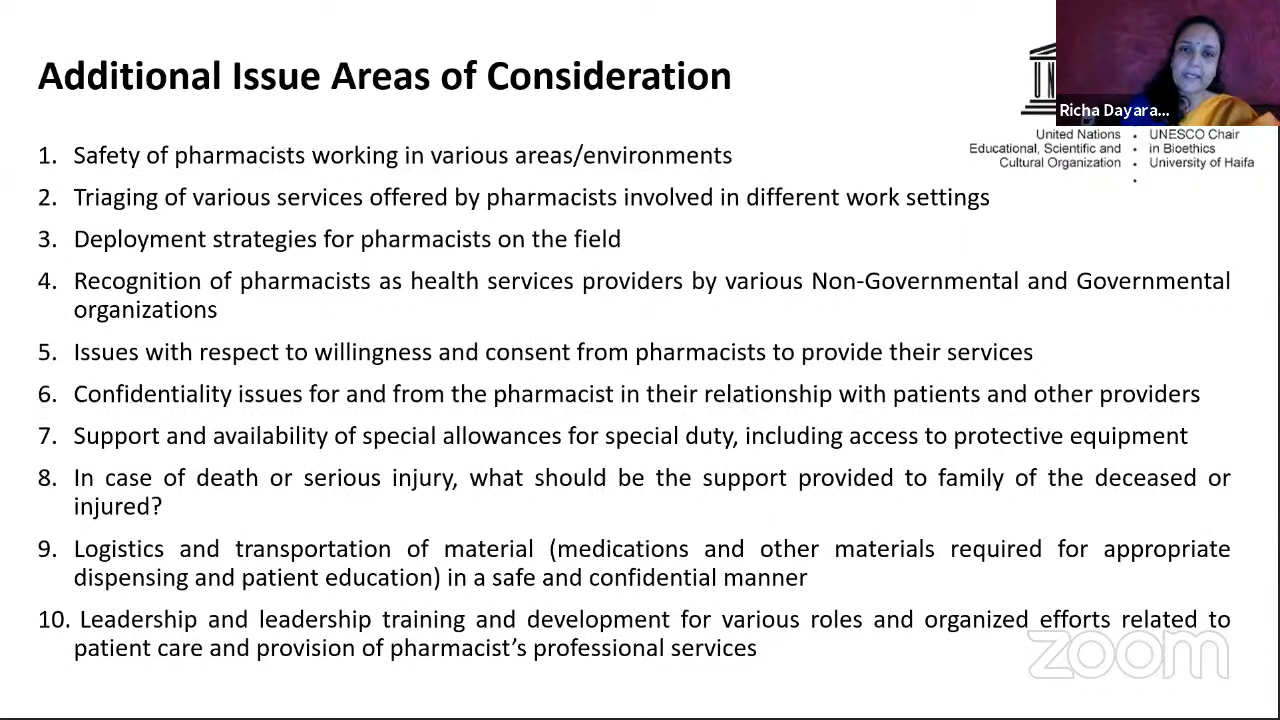 Additional Issue Areas of Consideration
UN
Richa Dayara...
United Nations
Educational, Scientific and
Cultural Organization
UNESCO Chair
in Bioethics
University of Haifa
1. Safety of pharmacists working in various areas/environments
2. Triaging of various services offered by pharmacists involved in different work settings
3. Deployment strategies for pharmacists on the field
4. Recognition of pharmacists as health services providers by various Non-Governmental and Governmental
organizations
5. Issues with respect to willingness and consent from pharmacists to provide their services
6. Confidentiality issues for and from the pharmacist in their relationship with patients and other providers
7. Support and availability of special allowances for special duty, including access to protective equipment
8. In case of death or serious injury, what should be the support provided to family of the deceased or
injured?
9. Logistics and transportation of material (medications and other materials required for appropriate
dispensing and patient education) in a safe and confidential manner
10. Leadership and leadership training and development for various roles and organized efforts related to
patient care and provision of pharmacist’s professional services
zoom